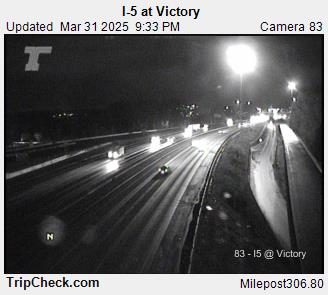 I-5 at Victory
Updated Mar 31 2025 9:33 PM Camera 83
T
N
83 - I5 @ Victory
TripCheck.com Milepost306.80